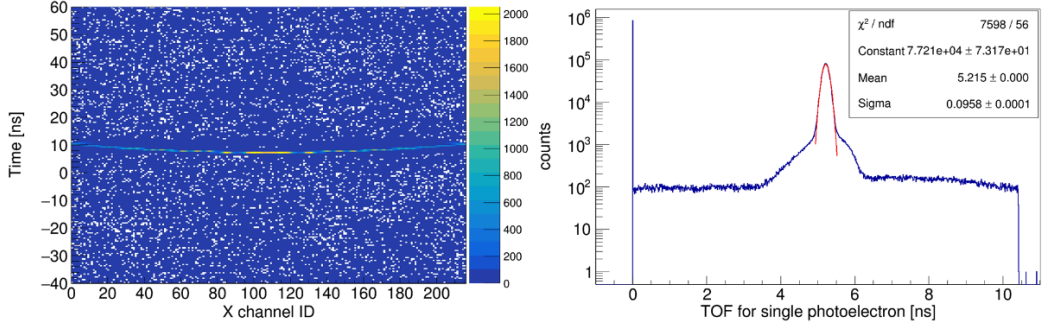 Time [ns]
60
50
40
30
20
10
0
−10
−20
−30
−40
0 20 40 60 80 100 120 140 160 180 200
X channel ID
2000
1800
1600
1400
1200
1000
800
600
400
200
0
counts
10⁶
10⁵
10⁴
10³
10²
10
1
0 2 4 6 8 10
TOF for single photoelectron [ns]
χ² / ndf 7598 / 56
Constant 7.721e+04 ± 7.317e+01
Mean 5.215 ± 0.000
Sigma 0.0958 ± 0.0001